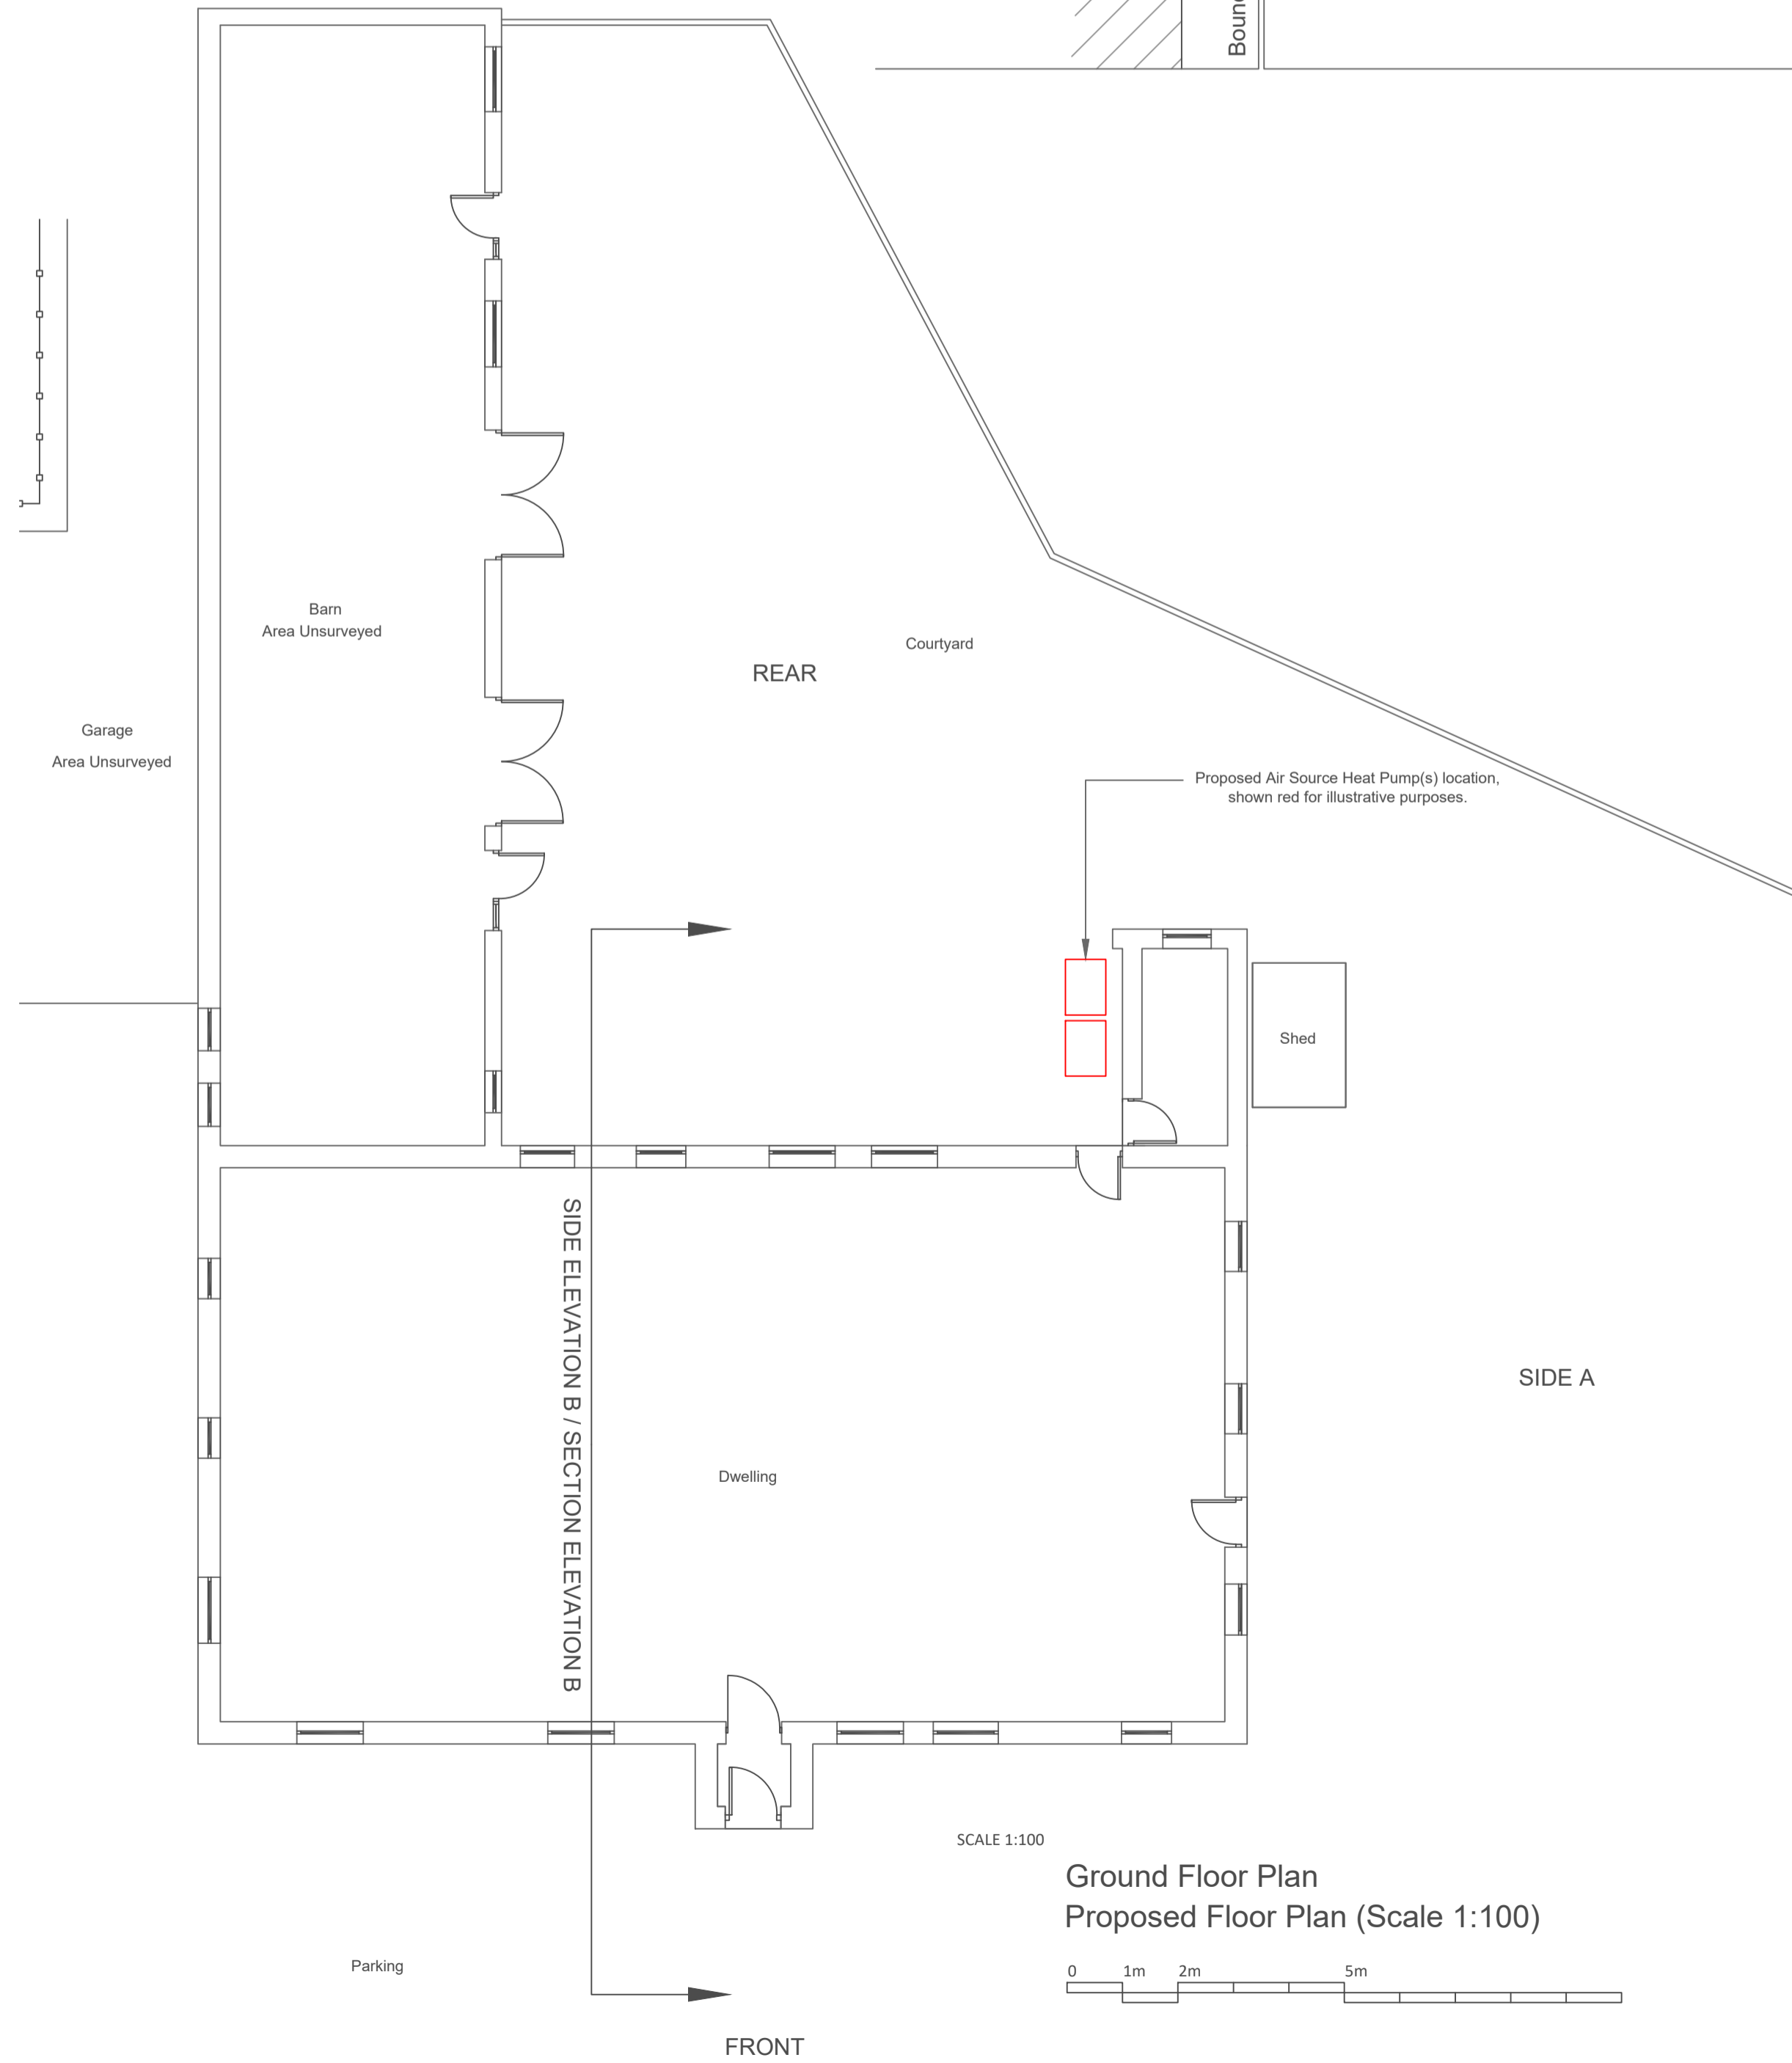 Boun
Barn
Area Unsurveyed
Courtyard
REAR
Garage
Area Unsurveyed
Proposed Air Source Heat Pump(s) location,
shown red for illustrative purposes.
Shed
SIDE ELEVATION B / SECTION ELEVATION B
SIDE A
Dwelling
SCALE 1:100
Ground Floor Plan
Proposed Floor Plan (Scale 1:100)
0 1m 2m 5m
Parking
FRONT